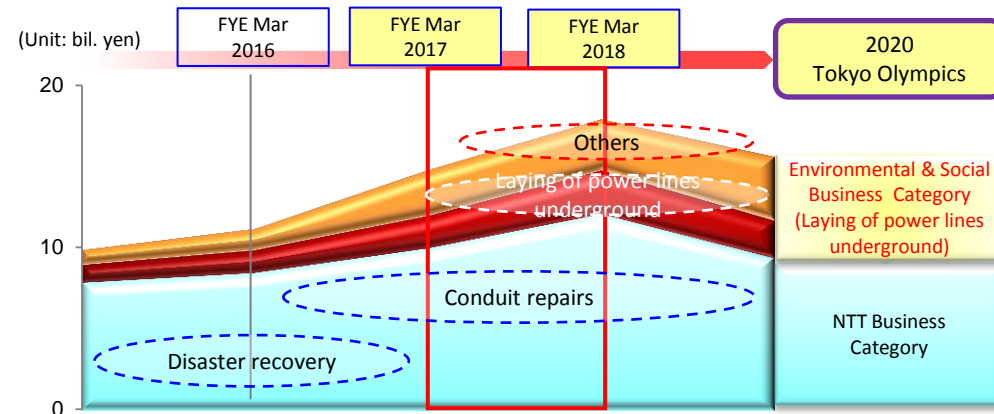 (Unit: bil. yen)
FYE Mar
2016
FYE Mar
2017
FYE Mar
2018
2020
Tokyo Olympics
20
10
0
Others
Laying of power lines
underground
Conduit repairs
Disaster recovery
Environmental & Social
Business Category
(Laying of power lines
underground)
NTT Business
Category